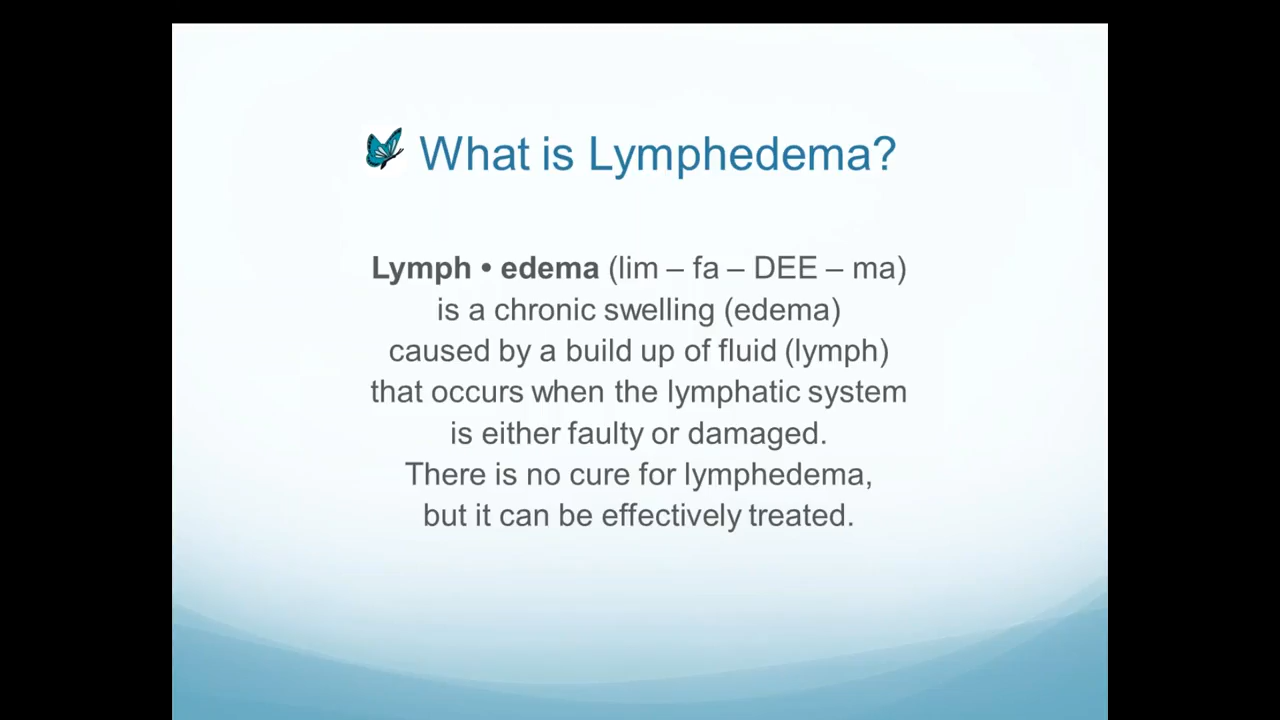 What is Lymphedema?
Lymph • edema (lim – fa – DEE – ma)
is a chronic swelling (edema)
caused by a build up of fluid (lymph)
that occurs when the lymphatic system
is either faulty or damaged.
There is no cure for lymphedema,
but it can be effectively treated.